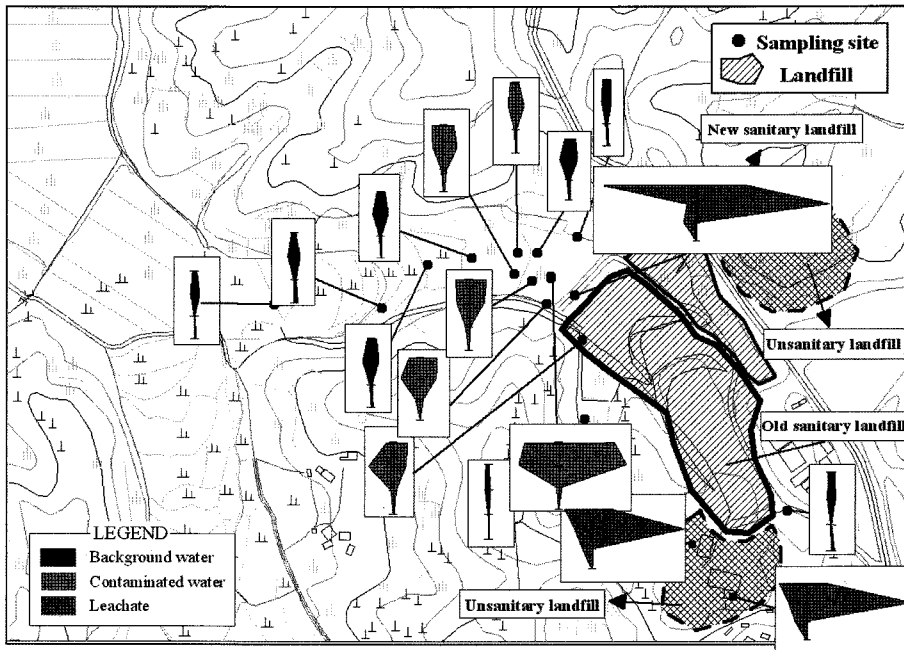 Sampling site
Landfill
New sanitary landfill
Unsanitary landfill
Old sanitary landfill
LEGEND
Background water
Contaminated water
Leachate
Unsanitary landfill